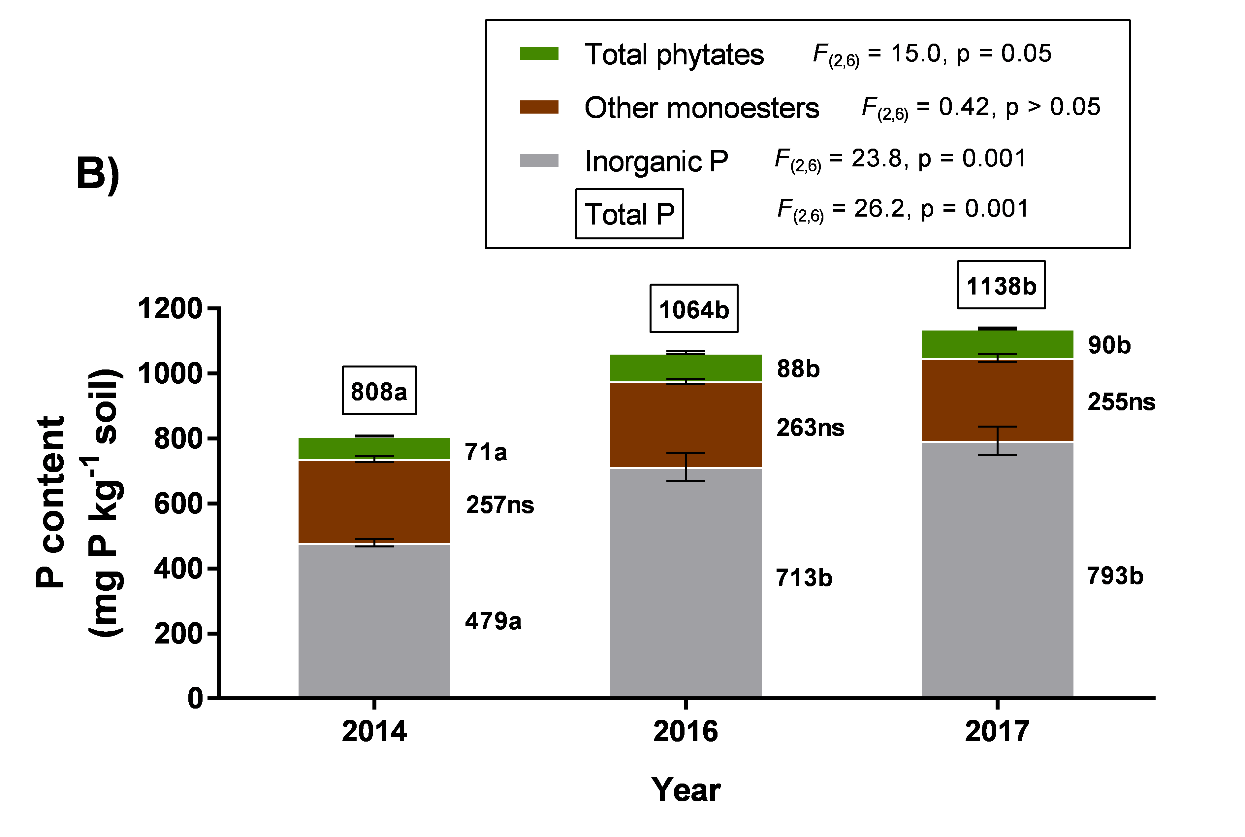 Total phytates F(2,6) = 15.0, p = 0.05
Other monoesters F(2,6) = 0.42, p > 0.05
Inorganic P F(2,6) = 23.8, p = 0.001
Total P F(2,6) = 26.2, p = 0.001
B)
P content
(mg P kg-1 soil)
1200
1000
800
600
400
200
0
808a
71a
257ns
479a
1064b
88b
263ns
713b
1138b
90b
255ns
793b
2014 2016 2017
Year